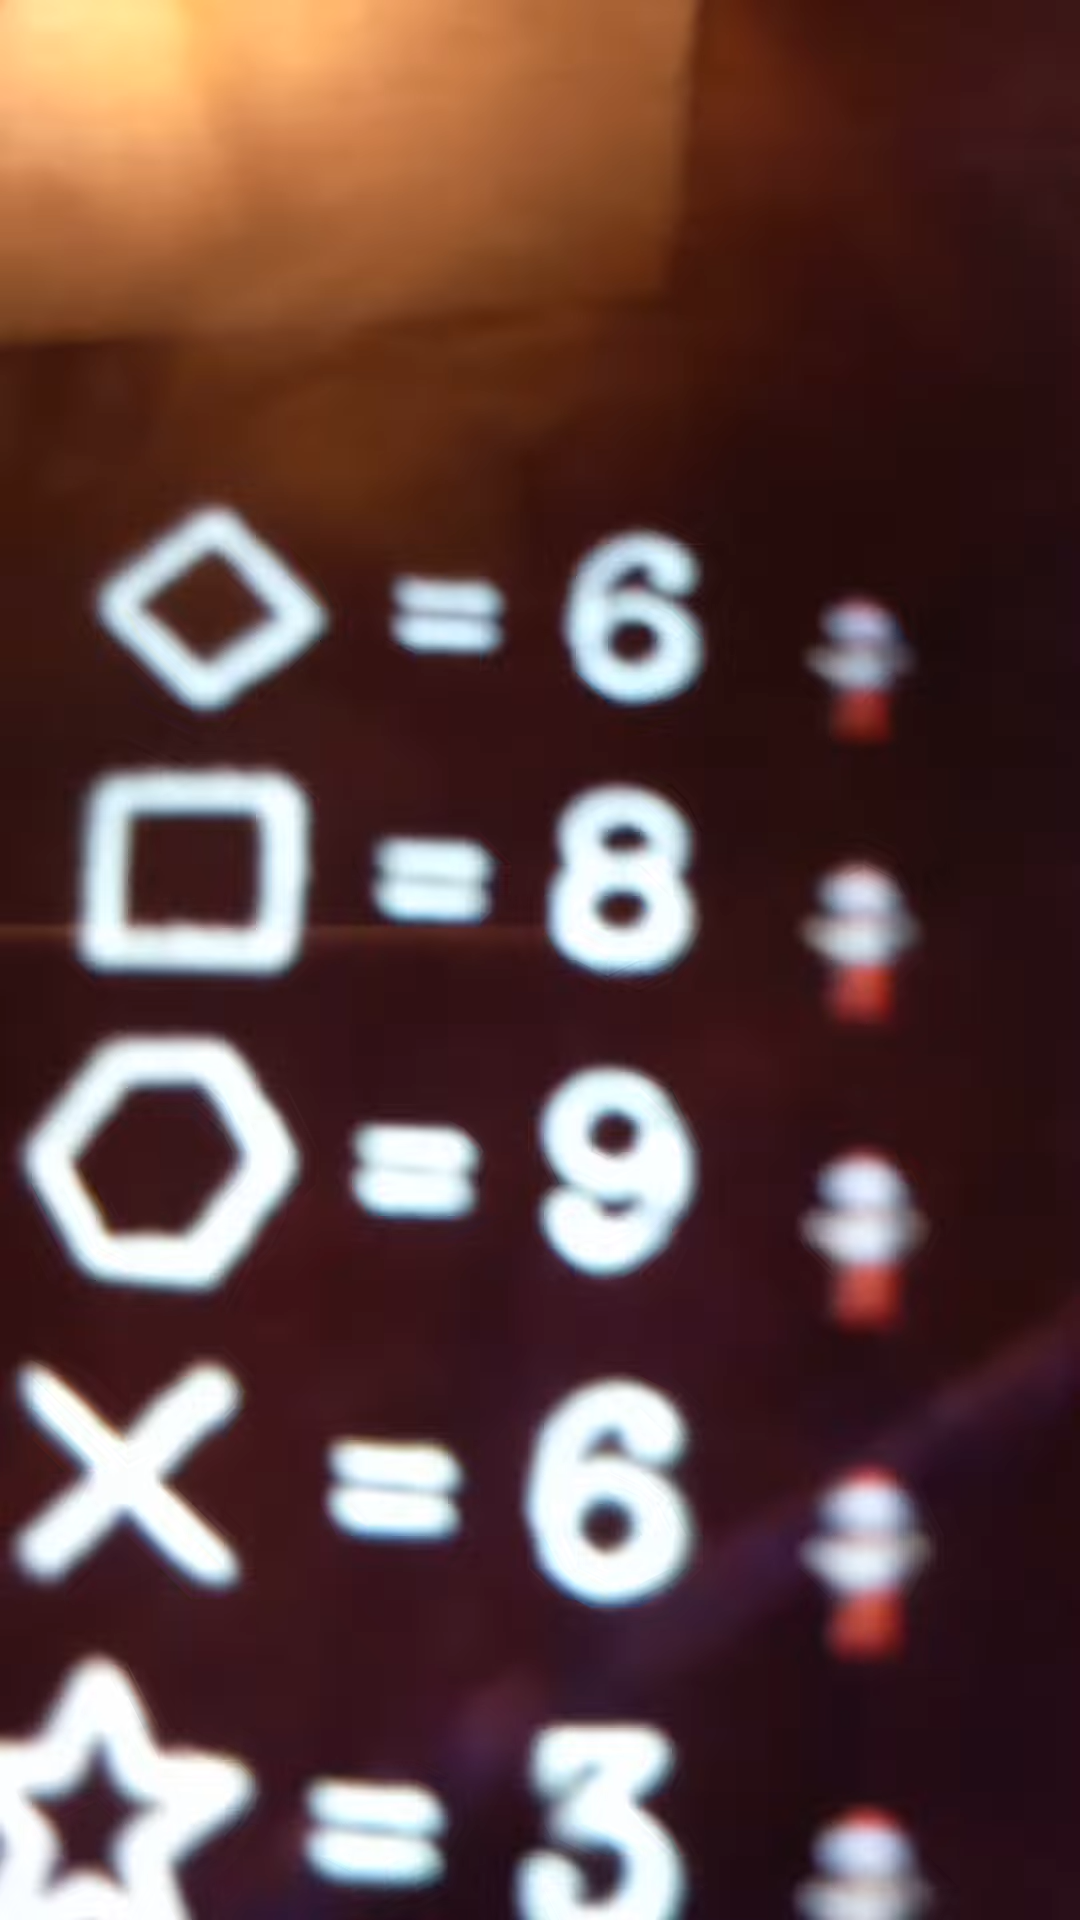 ◇ = 6
□ = 8
⬡ = 9
× = 6
☆ = 3